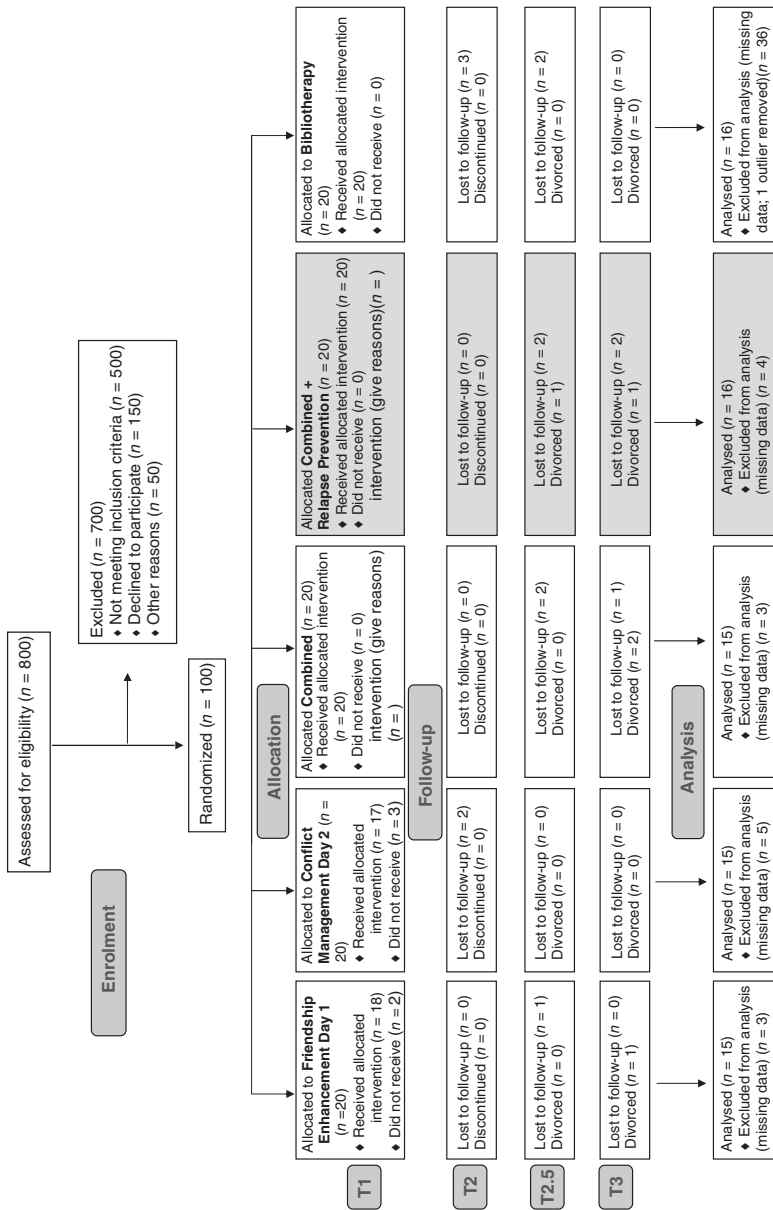 Assessed for eligibility (n = 800)
Enrolment
Excluded (n = 700)
♦ Not meeting inclusion criteria (n = 500)
♦ Declined to participate (n = 150)
♦ Other reasons (n = 50)
Randomized (n = 100)
Allocation
T1
Allocated to Friendship
Enhancement Day 1
(n =20)
♦ Received allocated
intervention (n = 18)
♦ Did not receive (n = 2)
Allocated to Conflict
Management Day 2 (n =
20)
♦ Received allocated
intervention (n = 17)
♦ Did not receive (n = 3)
Allocated Combined (n = 20)
♦ Received allocated intervention
(n = 20)
♦ Did not receive (n = 0)
intervention (give reasons)
(n = )
Allocated Combined +
Relapse Prevention (n = 20)
♦ Received allocated intervention (n = 20)
♦ Did not receive (n = 0)
intervention (give reasons)(n = )
Allocated to Bibliotherapy
(n = 20)
♦ Received allocated intervention
(n = 20)
♦ Did not receive (n = 0)
Follow-up
T2
Lost to follow-up (n = 0)
Discontinued (n = 0)
Lost to follow-up (n = 2)
Discontinued (n = 0)
Lost to follow-up (n = 0)
Discontinued (n = 0)
Lost to follow-up (n = 0)
Discontinued (n = 0)
Lost to follow-up (n = 3)
Discontinued (n = 0)
T2.5
Lost to follow-up (n = 1)
Divorced (n = 0)
Lost to follow-up (n = 0)
Divorced (n = 0)
Lost to follow-up (n = 2)
Divorced (n = 0)
Lost to follow-up (n = 2)
Divorced (n = 1)
Lost to follow-up (n = 2)
Divorced (n = 0)
T3
Lost to follow-up (n = 0)
Divorced (n = 1)
Lost to follow-up (n = 0)
Divorced (n = 0)
Lost to follow-up (n = 1)
Divorced (n = 2)
Lost to follow-up (n = 2)
Divorced (n = 1)
Lost to follow-up (n = 0)
Divorced (n = 0)
Analysis
Analysed (n = 15)
♦ Excluded from analysis
(missing data) (n = 3)
Analysed (n = 15)
♦ Excluded from analysis
(missing data) (n = 5)
Analysed (n = 15)
♦ Excluded from analysis
(missing data) (n = 3)
Analysed (n = 16)
♦ Excluded from analysis
(missing data) (n = 4)
Analysed (n = 16)
♦ Excluded from analysis (missing
data; 1 outlier removed)(n = 36)